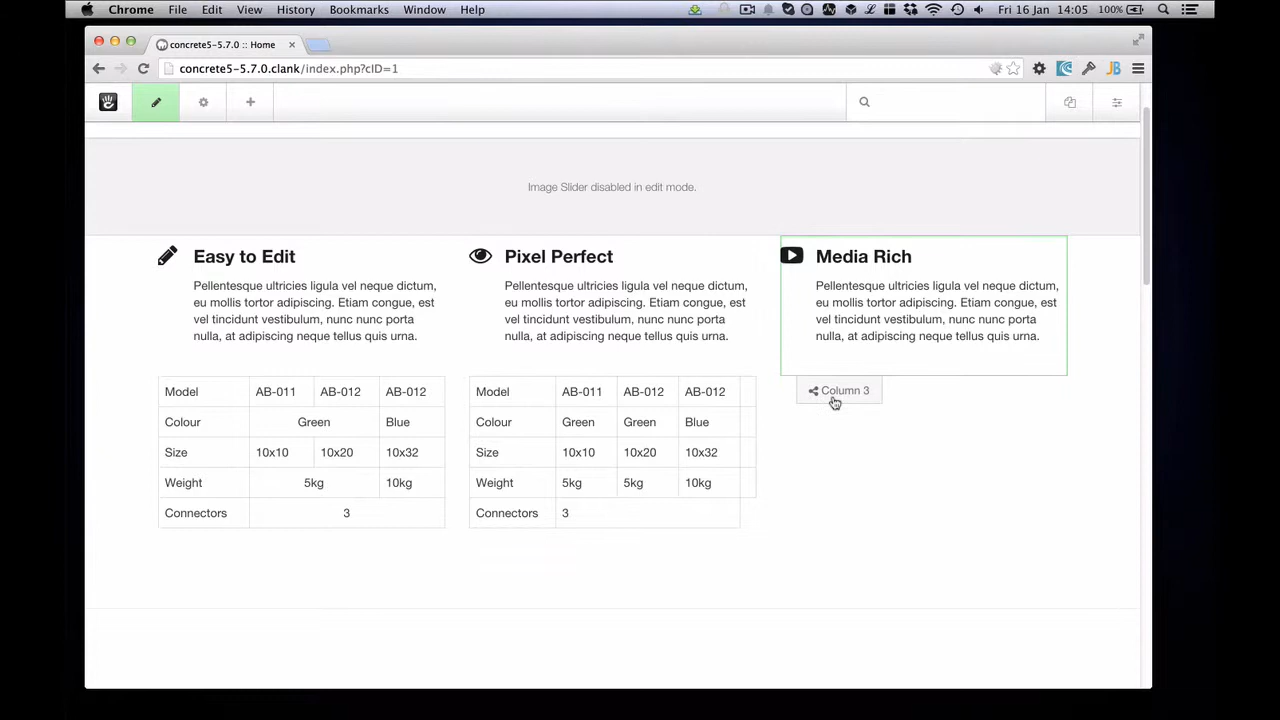 Chrome File Edit View History Bookmarks Window Help Fri 16 Jan 14:05 100%
concrete5-5.7.0 :: Home
concrete5-5.7.0.clank/index.php?cID=1
JB
Image Slider disabled in edit mode.
Easy to Edit
Pellentesque ultricies ligula vel neque dictum,
eu mollis tortor adipiscing. Etiam congue, est
vel tincidunt vestibulum, nunc nunc porta
nulla, at adipiscing neque tellus quis urna.
Pixel Perfect
Pellentesque ultricies ligula vel neque dictum,
eu mollis tortor adipiscing. Etiam congue, est
vel tincidunt vestibulum, nunc nunc porta
nulla, at adipiscing neque tellus quis urna.
Media Rich
Pellentesque ultricies ligula vel neque dictum,
eu mollis tortor adipiscing. Etiam congue, est
vel tincidunt vestibulum, nunc nunc porta
nulla, at adipiscing neque tellus quis urna.
Model AB-011 AB-012 AB-012
Colour Green Blue
Size 10x10 10x20 10x32
Weight 5kg 10kg
Connectors 3
Model AB-011 AB-012 AB-012
Colour Green Green Blue
Size 10x10 10x20 10x32
Weight 5kg 5kg 10kg
Connectors 3
Column 3